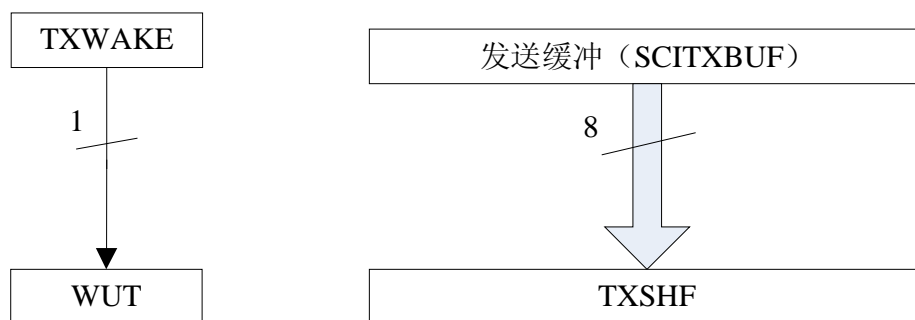 TXWAKE
发送缓冲（SCITXBUF）
1
8
WUT
TXSHF